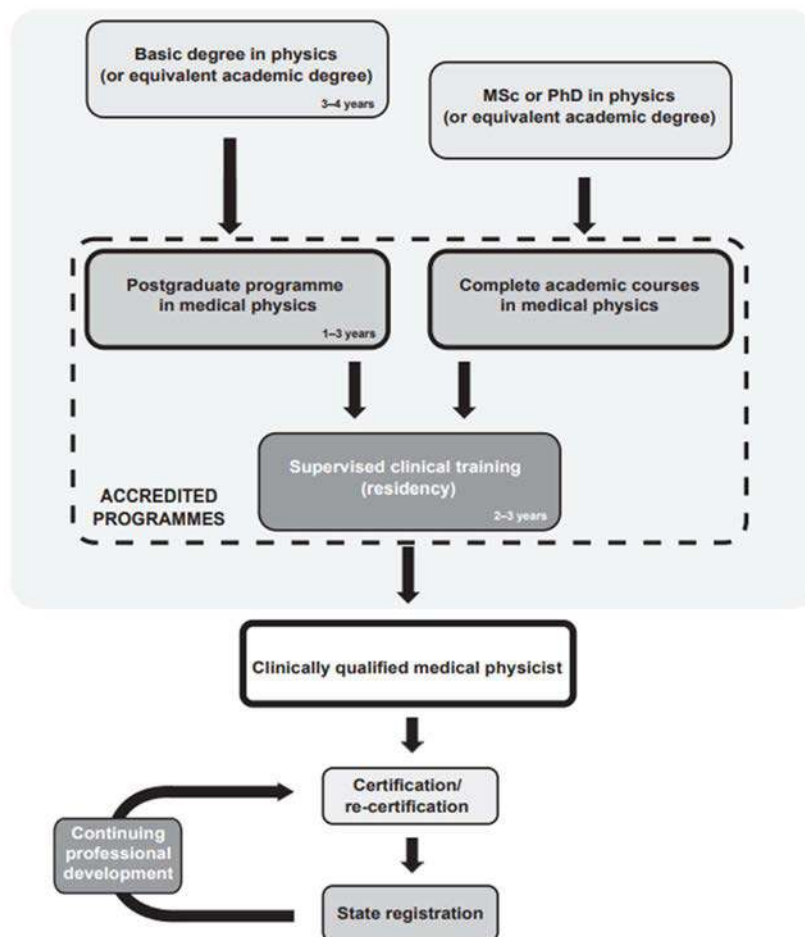 Basic degree in physics
(or equivalent academic degree)
3–4 years
MSc or PhD in physics
(or equivalent academic degree)
Postgraduate programme
in medical physics
1–3 years
Complete academic courses
in medical physics
Supervised clinical training
(residency)
2–3 years
ACCREDITED
PROGRAMMES
Clinically qualified medical physicist
Certification/
re-certification
Continuing
professional
development
State registration